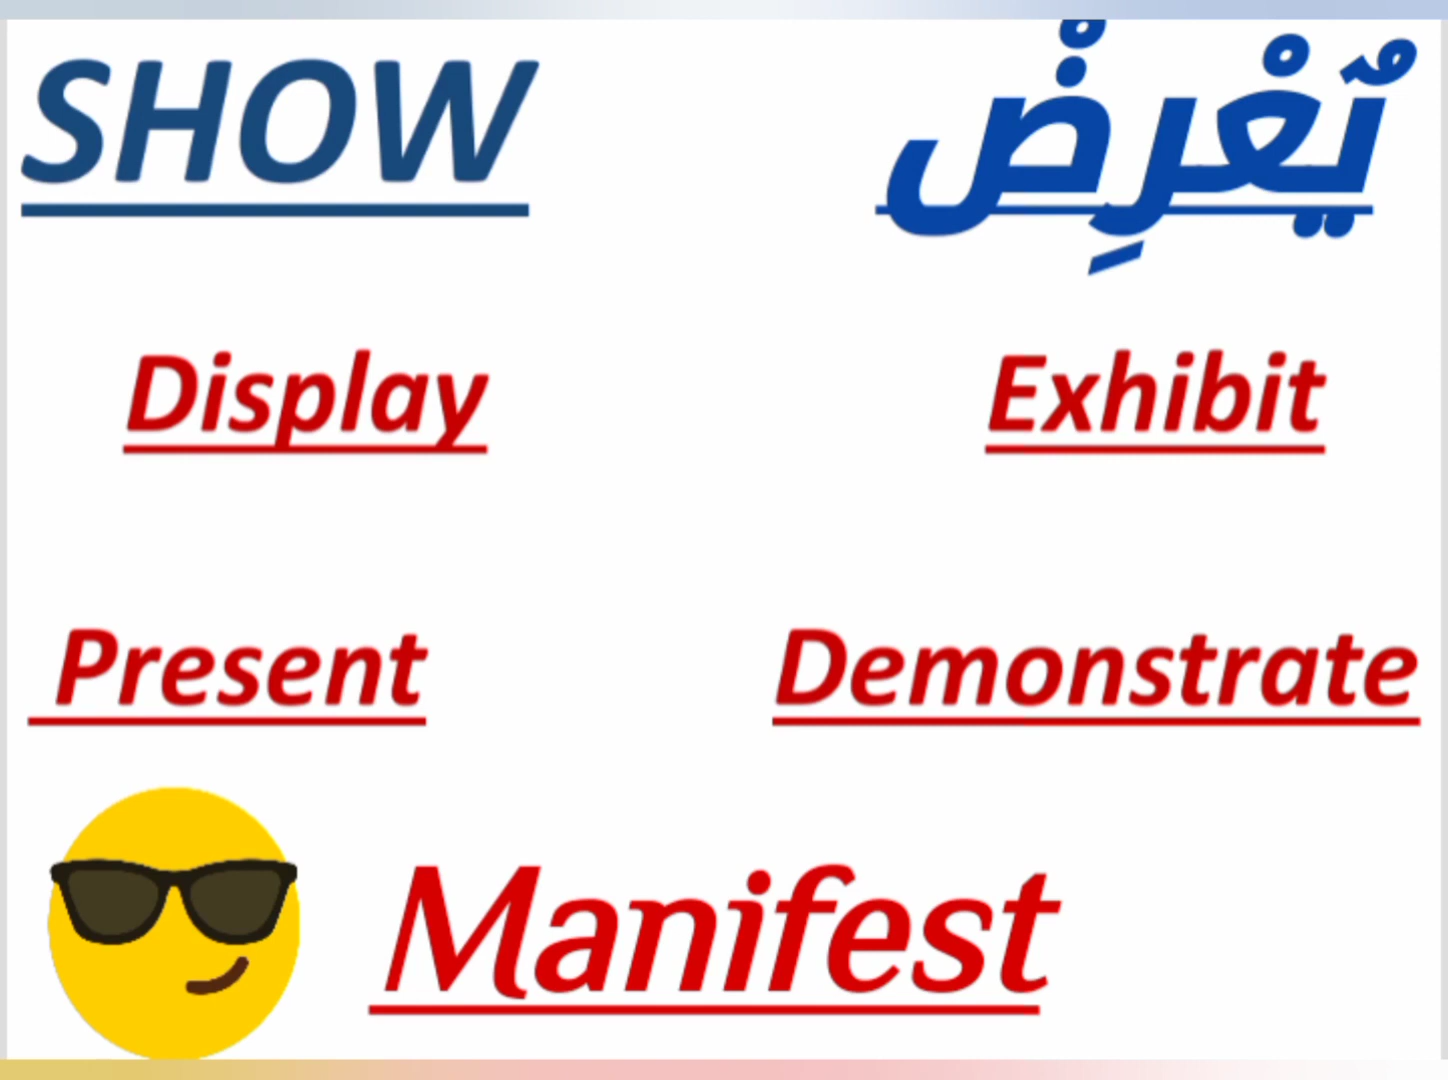 SHOW يٌعْرِضْ
Display Exhibit
Present Demonstrate
Manifest